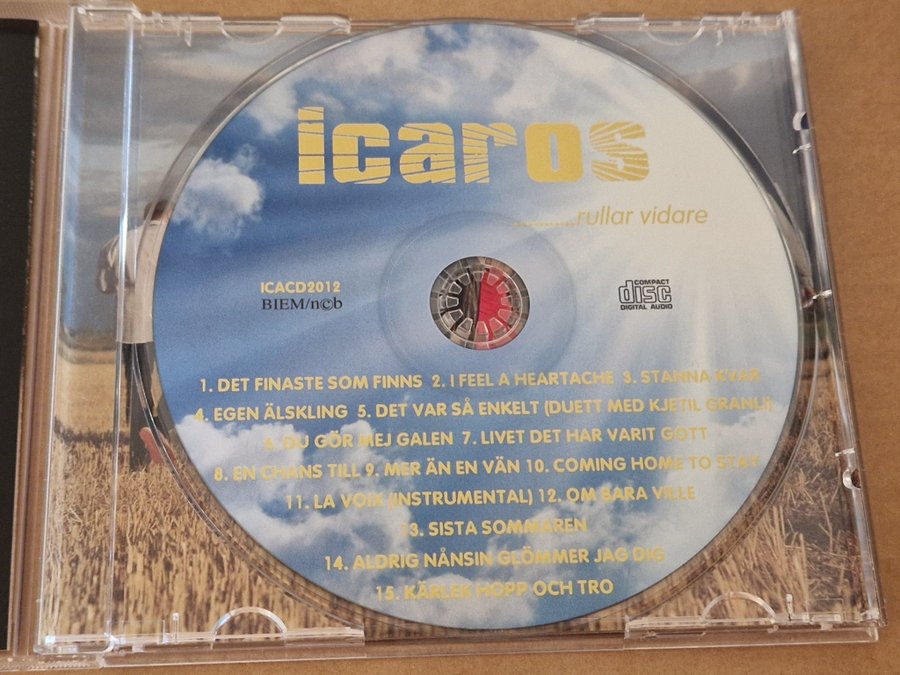 icaros
...........rullar vidare
ICACD2012
BIEM/n©b
COMPACT
disc
DIGITAL AUDIO
1. DET FINASTE SOM FINNS 2. I FEEL A HEARTACHE 3. STANNA KVAR
4. EGEN ÄLSKLING 5. DET VAR SÅ ENKELT (DUETT MED KJETIL GRANLI)
6. DU GÖR MEJ GALEN 7. LIVET DET HAR VARIT GOTT
8. EN CHANS TILL 9. MER ÄN EN VÄN 10. COMING HOME TO STAY
11. LA VOIX (INSTRUMENTAL) 12. OM BARA VILLE
13. SISTA SOMMAREN
14. ALDRIG NÅNSIN GLÖMMER JAG DIG
15. KÄRLEK HOPP OCH TRO